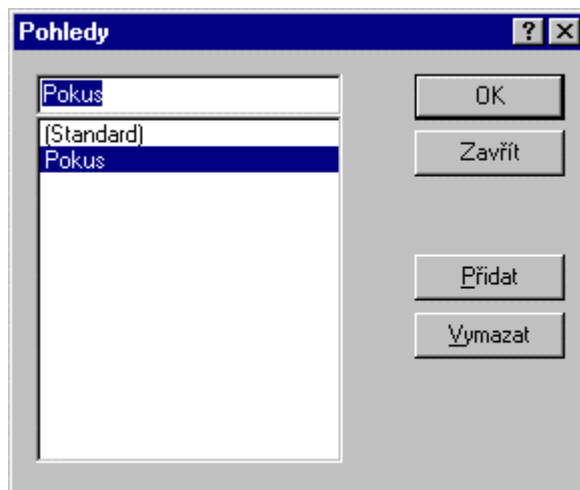 Pohledy
Pokus
(Standard)
Pokus
OK
Zavřít
Přidat
Vymazat